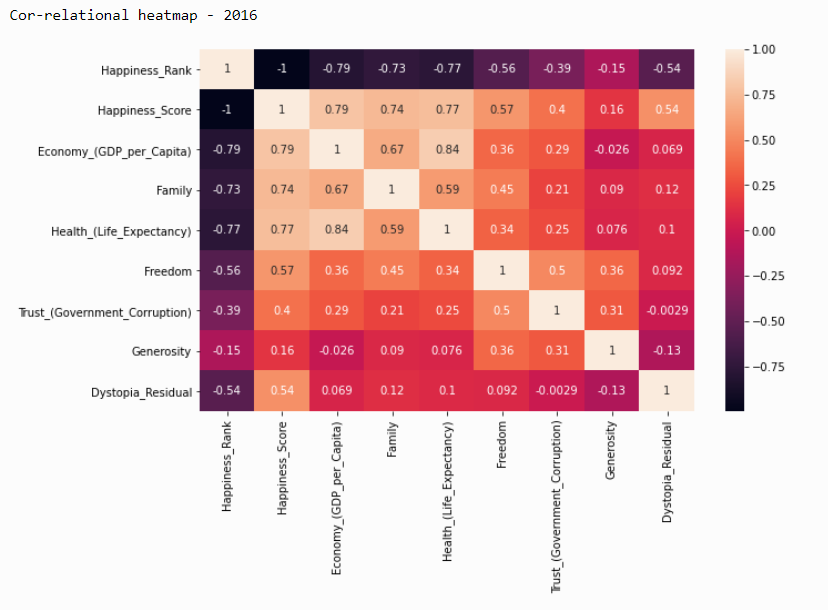 Cor-relational heatmap - 2016
Happiness_Rank 1 -1 -0.79 -0.73 -0.77 -0.56 -0.39 -0.15 -0.54
Happiness_Score -1 1 0.79 0.74 0.77 0.57 0.4 0.16 0.54
Economy_(GDP_per_Capita) -0.79 0.79 1 0.67 0.84 0.36 0.29 -0.026 0.069
Family -0.73 0.74 0.67 1 0.59 0.45 0.21 0.09 0.12
Health_(Life_Expectancy) -0.77 0.77 0.84 0.59 1 0.34 0.25 0.076 0.1
Freedom -0.56 0.57 0.36 0.45 0.34 1 0.5 0.36 0.092
Trust_(Government_Corruption) -0.39 0.4 0.29 0.21 0.25 0.5 1 0.31 -0.0029
Generosity -0.15 0.16 -0.026 0.09 0.076 0.36 0.31 1 -0.13
Dystopia_Residual -0.54 0.54 0.069 0.12 0.1 0.092 -0.0029 -0.13 1
Happiness_Rank
Happiness_Score
Economy_(GDP_per_Capita)
Family
Health_(Life_Expectancy)
Freedom
Trust_(Government_Corruption)
Generosity
Dystopia_Residual
1.00
0.75
0.50
0.25
0.00
−0.25
−0.50
−0.75